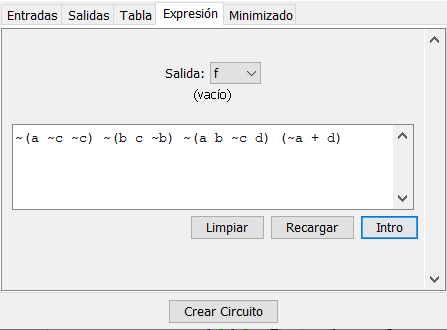 Entradas Salidas Tabla Expresión Minimizado
Salida: f
(vacío)
~(a ~c ~c) ~(b c ~b) ~(a b ~c d) (~a + d)
Limpiar Recargar Intro
Crear Circuito